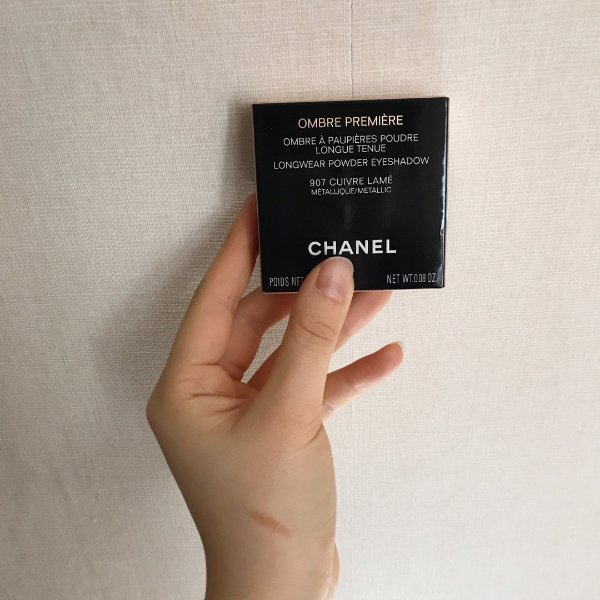 OMBRE PREMIÈRE
OMBRE À PAUPIÈRES POUDRE
LONGUE TENUE
LONGWEAR POWDER EYESHADOW
907 CUIVRE LAMÉ
MÉTALLIQUE/METALLIC
CHANEL
POIDS NET WT. 0.08 OZ.